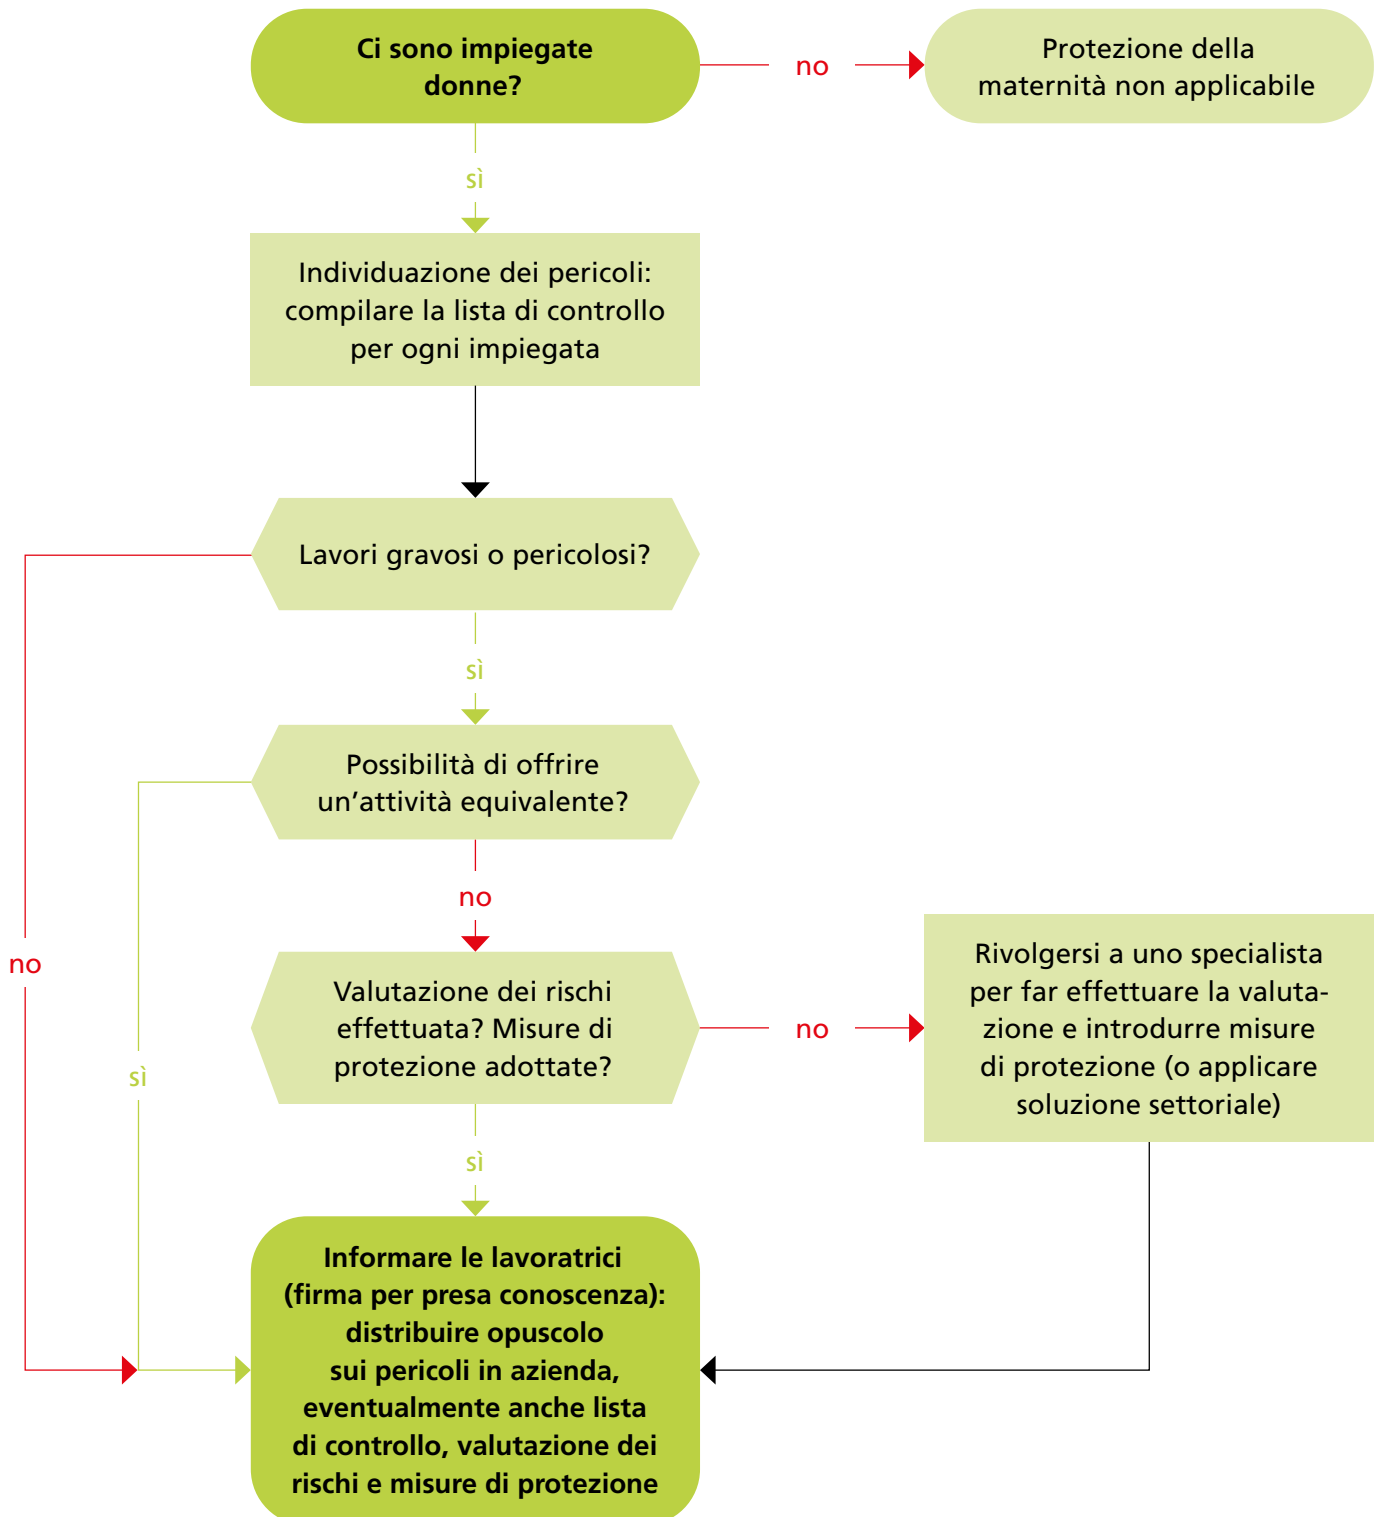 Ci sono impiegate
donne?
no
Protezione della
maternità non applicabile
sì
Individuazione dei pericoli:
compilare la lista di controllo
per ogni impiegata
Lavori gravosi o pericolosi?
sì
Possibilità di offrire
un’attività equivalente?
no
no
Valutazione dei rischi
effettuata? Misure di
protezione adottate?
no
Rivolgersi a uno specialista
per far effettuare la valuta-
zione e introdurre misure
di protezione (o applicare
soluzione settoriale)
sì
sì
Informare le lavoratrici
(firma per presa conoscenza):
distribuire opuscolo
sui pericoli in azienda,
eventualmente anche lista
di controllo, valutazione dei
rischi e misure di protezione